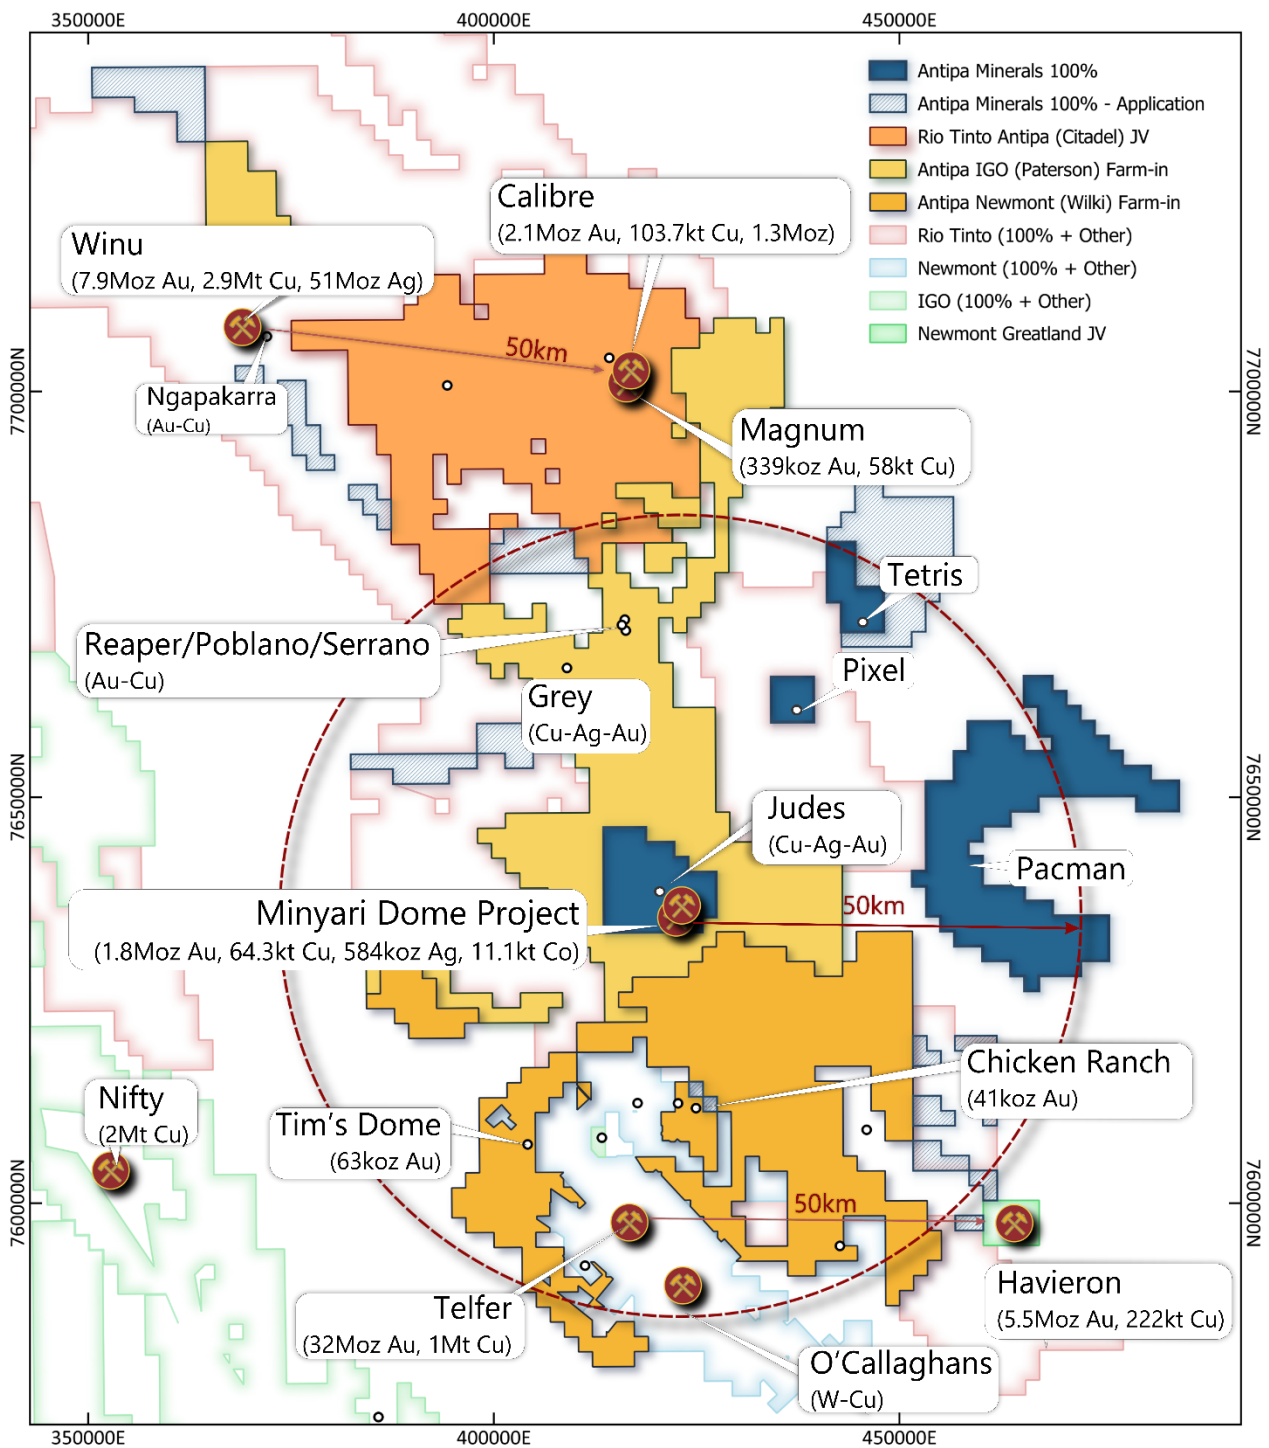 350000E
400000E
450000E
Antipa Minerals 100%
Antipa Minerals 100% - Application
Rio Tinto Antipa (Citadel) JV
Antipa IGO (Paterson) Farm-in
Antipa Newmont (Wilki) Farm-in
Rio Tinto (100% + Other)
Newmont (100% + Other)
IGO (100% + Other)
Newmont Greatland JV
Calibre
(2.1Moz Au, 103.7kt Cu, 1.3Moz)
Winu
(7.9Moz Au, 2.9Mt Cu, 51Moz Ag)
50km
7700000N
7700000N
Ngapakarra
(Au-Cu)
Magnum
(339koz Au, 58kt Cu)
Tetris
Reaper/Poblano/Serrano
(Au-Cu)
Pixel
Grey
(Cu-Ag-Au)
7650000N
7650000N
Judes
(Cu-Ag-Au)
Pacman
Minyari Dome Project
(1.8Moz Au, 64.3kt Cu, 584koz Ag, 11.1kt Co)
50km
Chicken Ranch
(41koz Au)
Nifty
(2Mt Cu)
Tim's Dome
(63koz Au)
7600000N
7600000N
50km
Havieron
(5.5Moz Au, 222kt Cu)
Telfer
(32Moz Au, 1Mt Cu)
O'Callaghans
(W-Cu)
350000E
400000E
450000E